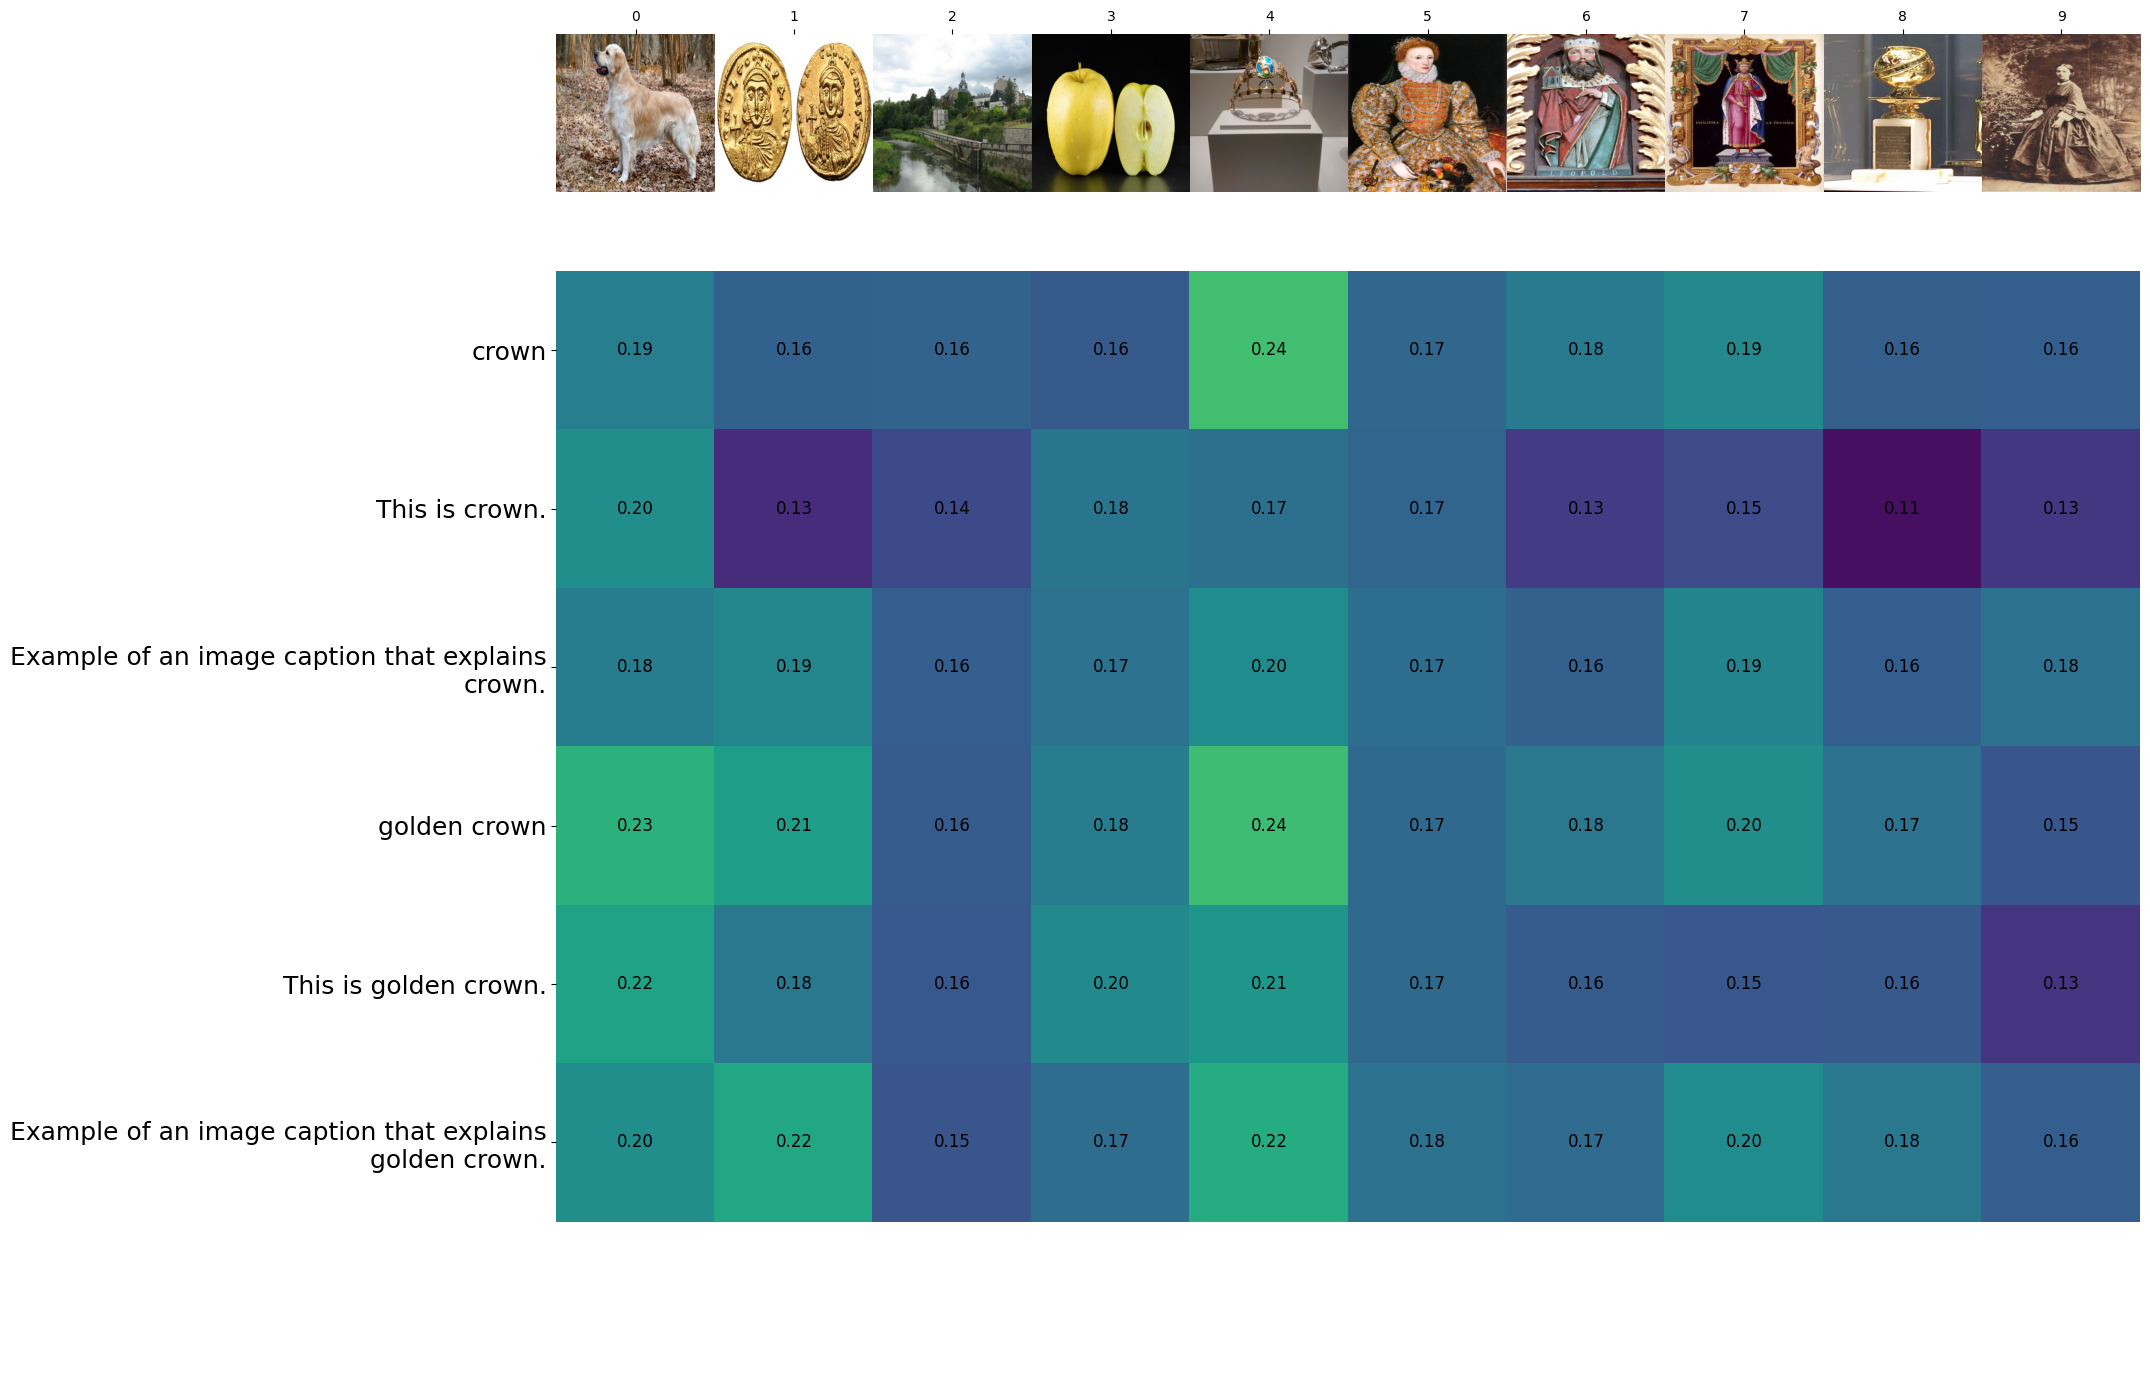 0 1 2 3 4 5 6 7 8 9
LEOPOLD
crown 0.19 0.16 0.16 0.16 0.24 0.17 0.18 0.19 0.16 0.16
This is crown. 0.20 0.13 0.14 0.18 0.17 0.17 0.13 0.15 0.11 0.13
Example of an image caption that explains
crown. 0.18 0.19 0.16 0.17 0.20 0.17 0.16 0.19 0.16 0.18
golden crown 0.23 0.21 0.16 0.18 0.24 0.17 0.18 0.20 0.17 0.15
This is golden crown. 0.22 0.18 0.16 0.20 0.21 0.17 0.16 0.15 0.16 0.13
Example of an image caption that explains
golden crown. 0.20 0.22 0.15 0.17 0.22 0.18 0.17 0.20 0.18 0.16